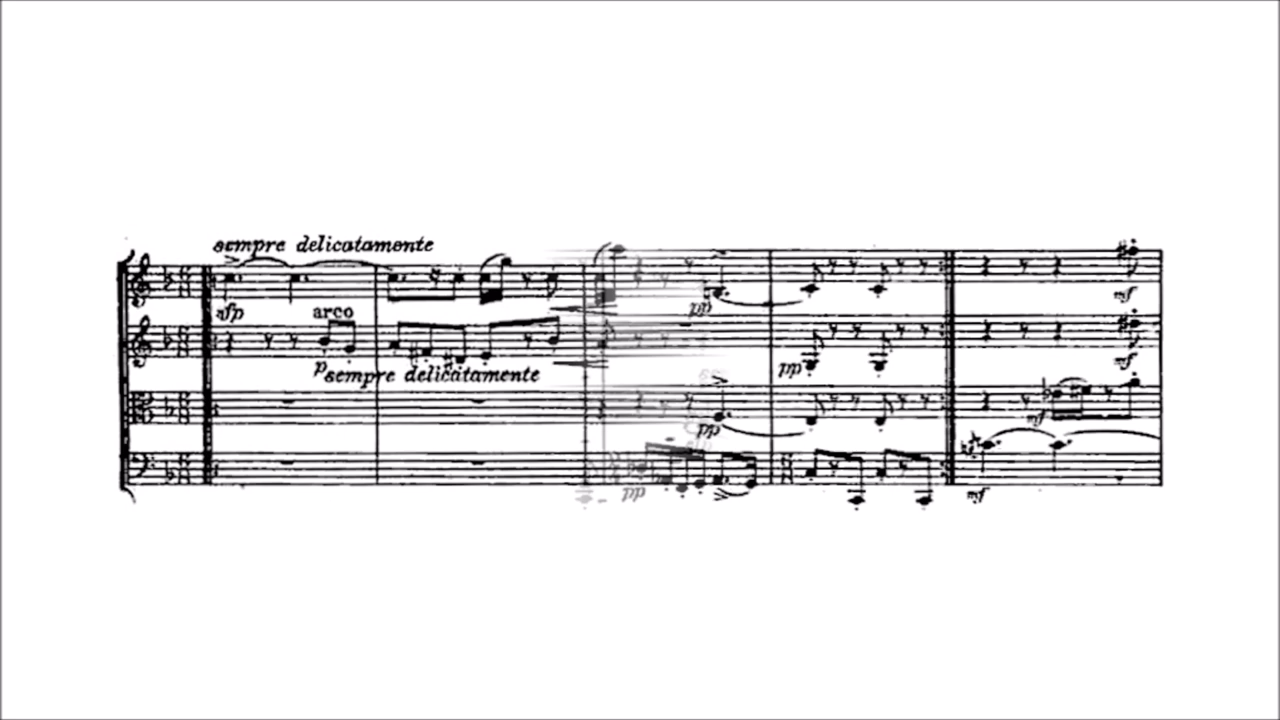 sempre delicatamente
sfp arco
pp
mf
p sempre delicatamente
pp
mf
pp
mf
pp
mf